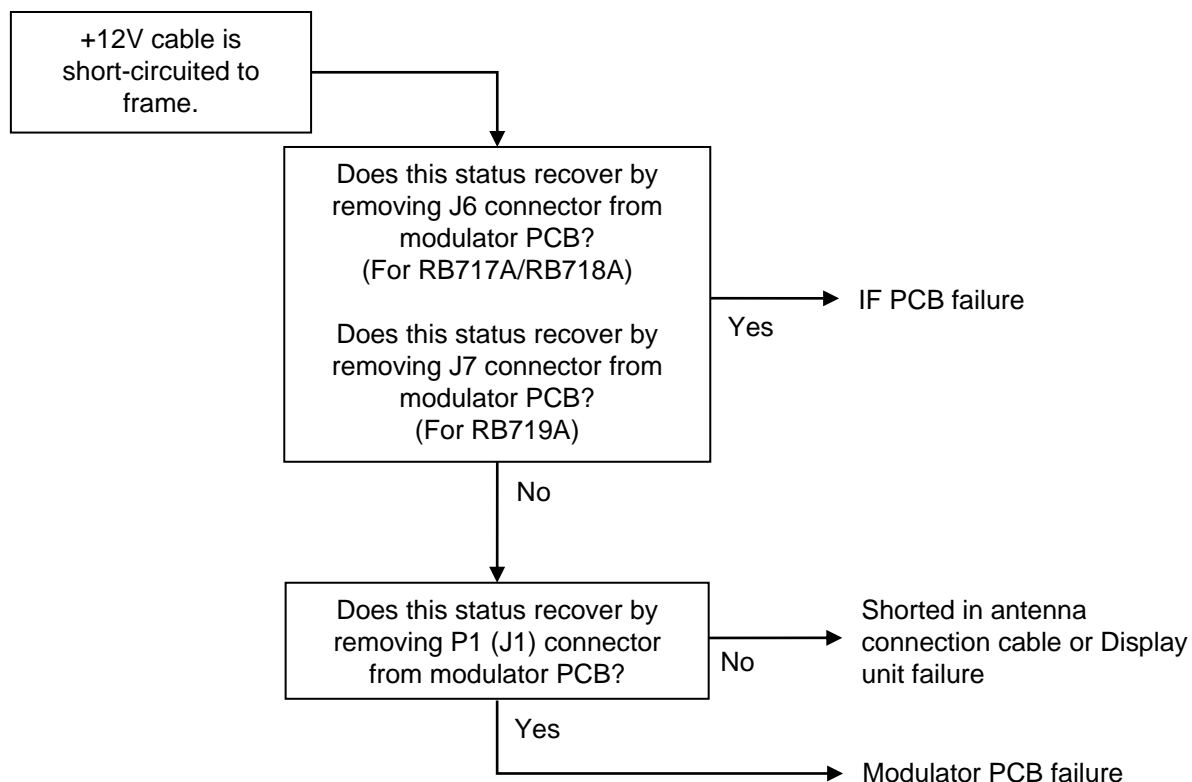 +12V cable is
short-circuited to
frame.
Does this status recover by
removing J6 connector from
modulator PCB?
(For RB717A/RB718A)
Does this status recover by
removing J7 connector from
modulator PCB?
(For RB719A)
Yes
IF PCB failure
No
Does this status recover by
removing P1 (J1) connector
from modulator PCB?
No
Shorted in antenna
connection cable or Display
unit failure
Yes
Modulator PCB failure